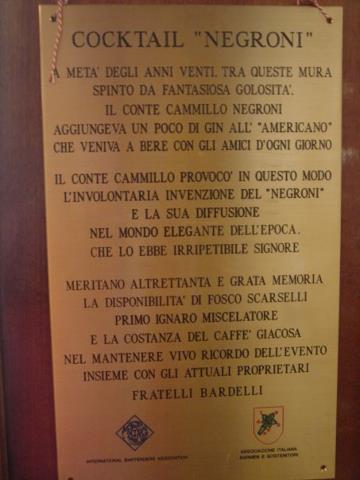 COCKTAIL "NEGRONI"
A META' DEGLI ANNI VENTI, TRA QUESTE MURA
SPINTO DA FANTASIOSA GOLOSITA'.
IL CONTE CAMMILLO NEGRONI
AGGIUNGEVA UN POCO DI GIN ALL' "AMERICANO"
CHE VENIVA A BERE CON GLI AMICI D'OGNI GIORNO
IL CONTE CAMMILLO PROVOCO' IN QUESTO MODO
L'INVOLONTARIA INVENZIONE DEL "NEGRONI"
E LA SUA DIFFUSIONE
NEL MONDO ELEGANTE DELL'EPOCA.
CHE LO EBBE IRRIPETIBILE SIGNORE
MERITANO ALTRETTANTA E GRATA MEMORIA
LA DISPONIBILITA' DI FOSCO SCARSELLI
PRIMO IGNARO MISCELATORE
E LA COSTANZA DEL CAFFE' GIACOSA
NEL MANTENERE VIVO RICORDO DELL'EVENTO
INSIEME CON GLI ATTUALI PROPRIETARI
FRATELLI BARDELLI
INTERNATIONAL BARTENDERS ASSOCIATION
ASSOCIAZIONE ITALIANA
BARMEN E SOSTENITORI